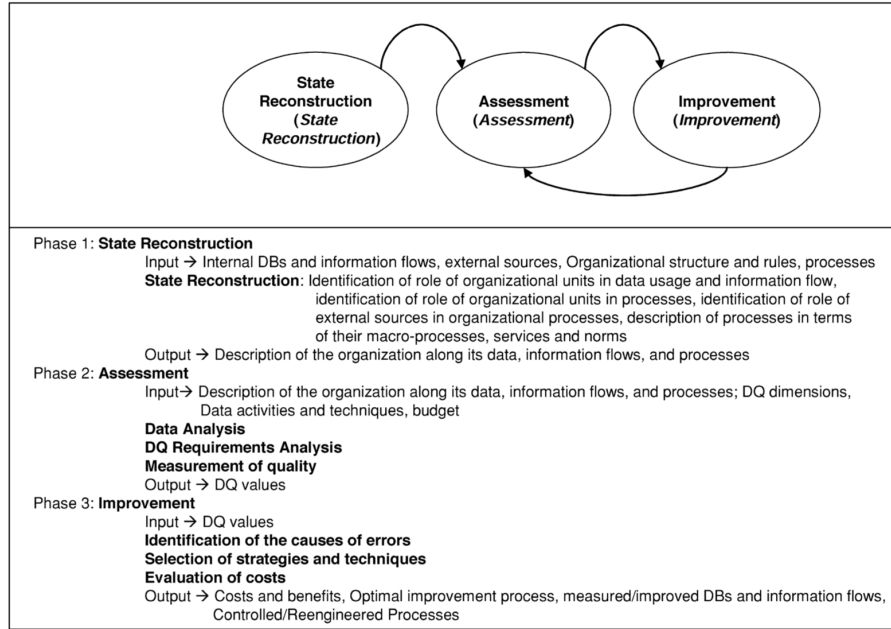 State
Reconstruction
(State
Reconstruction)
Assessment
(Assessment)
Improvement
(Improvement)
Phase 1: State Reconstruction
Input → Internal DBs and information flows, external sources, Organizational structure and rules, processes
State Reconstruction: Identification of role of organizational units in data usage and information flow,
identification of role of organizational units in processes, identification of role of
external sources in organizational processes, description of processes in terms
of their macro-processes, services and norms
Output → Description of the organization along its data, information flows, and processes
Phase 2: Assessment
Input→ Description of the organization along its data, information flows, and processes; DQ dimensions,
Data activities and techniques, budget
Data Analysis
DQ Requirements Analysis
Measurement of quality
Output → DQ values
Phase 3: Improvement
Input → DQ values
Identification of the causes of errors
Selection of strategies and techniques
Evaluation of costs
Output → Costs and benefits, Optimal improvement process, measured/improved DBs and information flows,
Controlled/Reengineered Processes